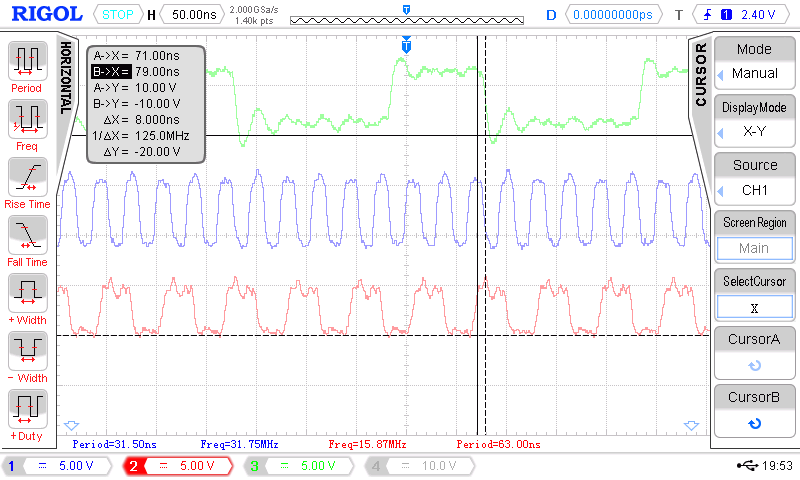 RIGOL STOP H 50.00ns 2.000GSa/s 1.40k pts D 0.00000000ps T 1 2.40 V
HORIZONTAL
Period
Freq
Rise Time
Fall Time
+Width
- Width
+Duty
A->X = 71.00ns
B->X = 79.00ns
A->Y = 10.00 V
B->Y = -10.00 V
ΔX = 8.000ns
1/ΔX = 125.0MHz
ΔY = -20.00 V
T
T
CURSOR
Mode
Manual
DisplayMode
X-Y
Source
CH1
Screen Region
Main
SelectCursor
X
CursorA
CursorB
Period=31.50ns Freq=31.75MHz Freq=15.87MHz Period=63.00ns
1 5.00 V 2 5.00 V 3 5.00 V 4 10.0 V 19:53